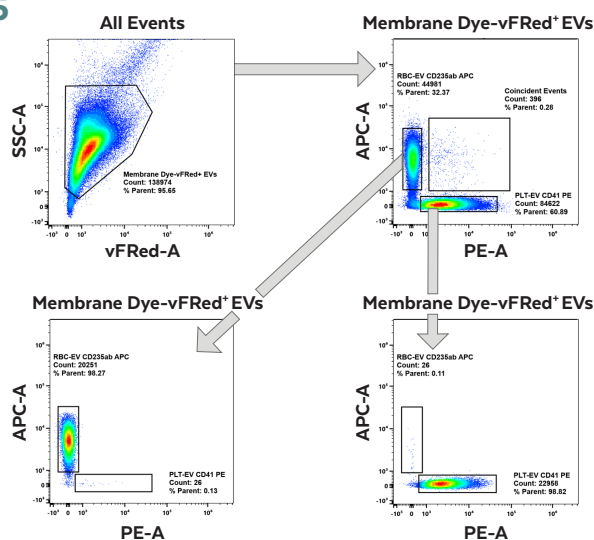 S
All Events
SSC-A
Membrane Dye-vFRed+ EVs
Count: 138974
% Parent: 95.65
vFRed-A
Membrane Dye-vFRed⁺ EVs
APC-A
RBC-EV CD235ab APC
Count: 44981
% Parent: 32.37
Coincident Events
Count: 396
% Parent: 0.28
PLT-EV CD41 PE
Count: 84622
% Parent: 60.89
PE-A
Membrane Dye-vFRed⁺ EVs
APC-A
RBC-EV CD235ab APC
Count: 20251
% Parent: 98.27
PLT-EV CD41 PE
Count: 26
% Parent: 0.13
PE-A
Membrane Dye-vFRed⁺ EVs
APC-A
RBC-EV CD235ab APC
Count: 26
% Parent: 0.11
PLT-EV CD41 PE
Count: 22958
% Parent: 98.82
PE-A